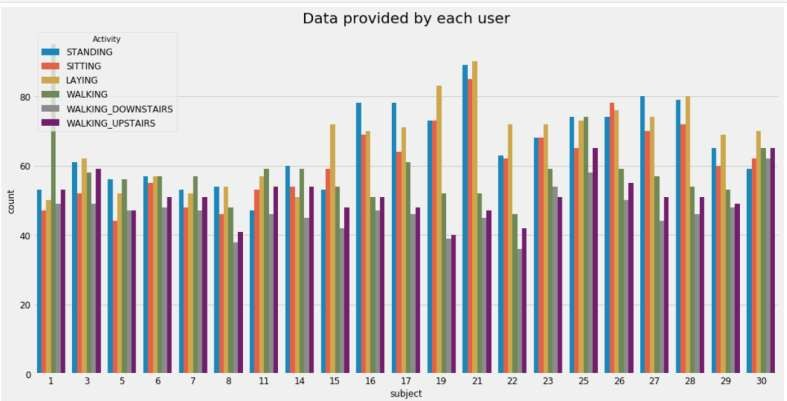 Data provided by each user
Activity
STANDING
SITTING
LAYING
WALKING
WALKING_DOWNSTAIRS
WALKING_UPSTAIRS
80
60
40
20
0
count
1 3 5 6 7 8 11 14 15 16 17 19 21 22 23 25 26 27 28 29 30
subject